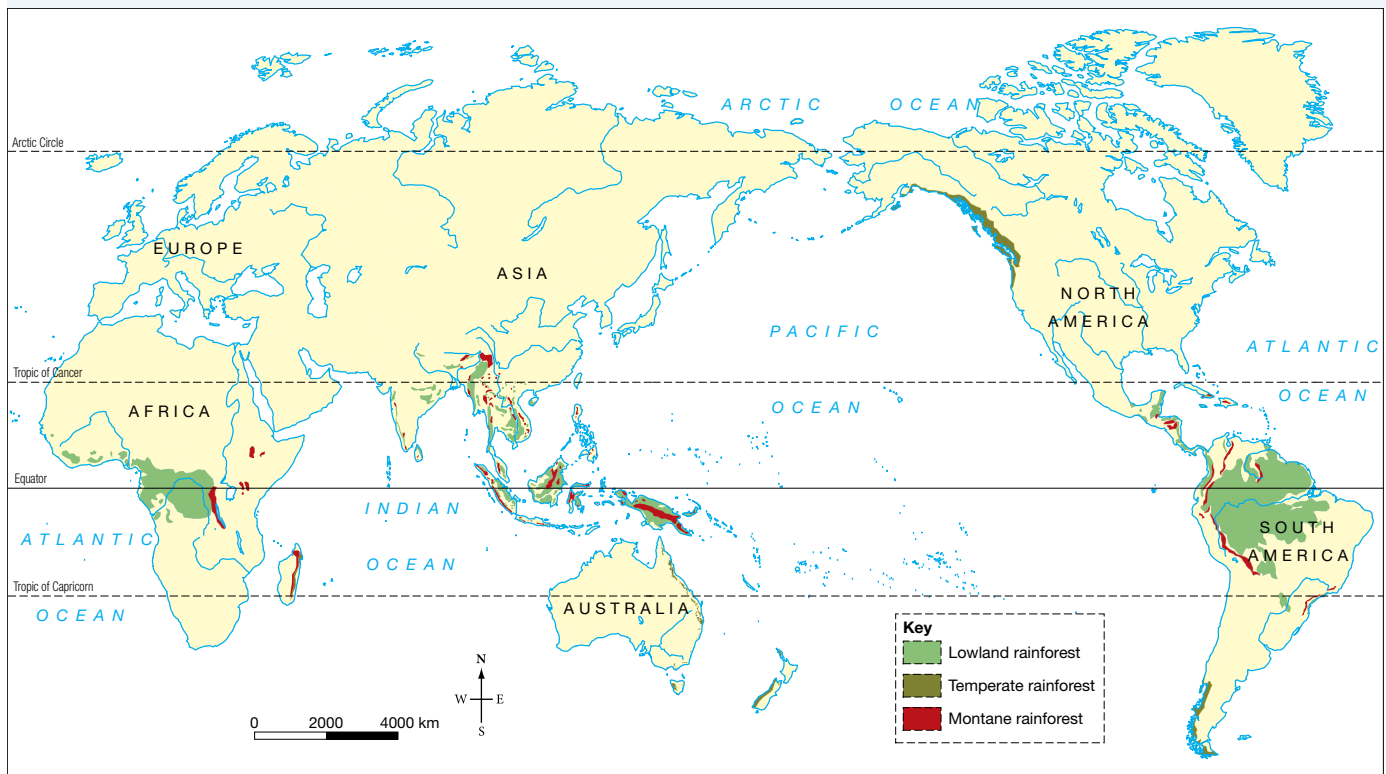 ARCTIC OCEAN
Arctic Circle
EUROPE
ASIA
NORTH
AMERICA
PACIFIC
OCEAN
ATLANTIC
OCEAN
Tropic of Cancer
AFRICA
Equator
INDIAN
OCEAN
ATLANTIC
OCEAN
SOUTH
AMERICA
Tropic of Capricorn
AUSTRALIA
Key
Lowland rainforest
Temperate rainforest
Montane rainforest
N
W E
S
0 2000 4000 km